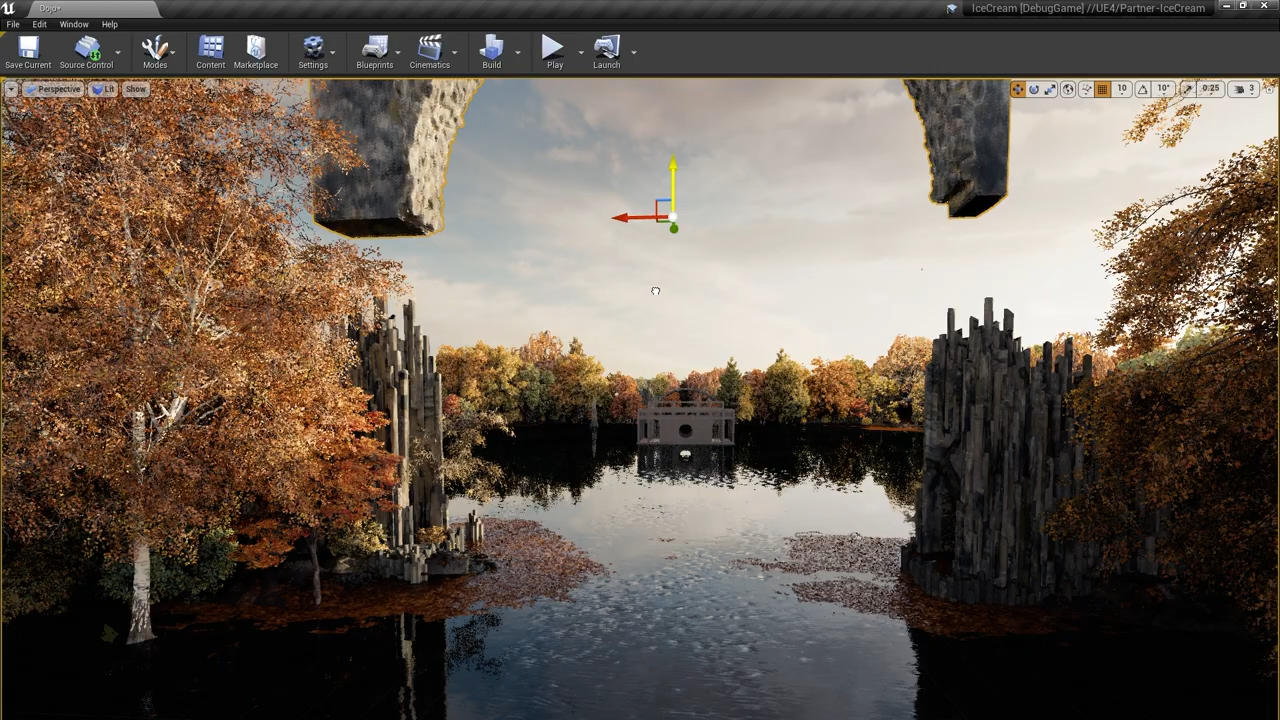 Dojo*
IceCream [DebugGame] //UE4/Partner-IceCream
File Edit Window Help
Save Current Source Control Modes Content Marketplace Settings Blueprints Cinematics Build Play Launch
Perspective Lit Show 10 10° 0.25 3